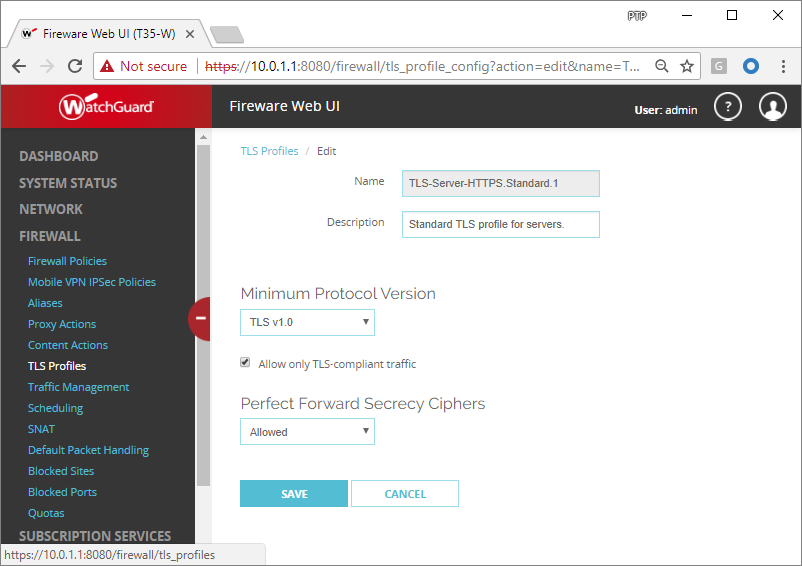 PTP
Fireware Web UI (T35-W)
Not secure
https://10.0.1.1:8080/firewall/tls_profile_config?action=edit&name=T...
G
WatchGuard
Fireware Web UI
User: admin
?
DASHBOARD
SYSTEM STATUS
NETWORK
FIREWALL
Firewall Policies
Mobile VPN IPSec Policies
Aliases
Proxy Actions
Content Actions
TLS Profiles
Traffic Management
Scheduling
SNAT
Default Packet Handling
Blocked Sites
Blocked Ports
Quotas
SUBSCRIPTION SERVICES
TLS Profiles / Edit
Name TLS-Server-HTTPS.Standard.1
Description Standard TLS profile for servers.
Minimum Protocol Version
TLS v1.0
Allow only TLS-compliant traffic
Perfect Forward Secrecy Ciphers
Allowed
SAVE CANCEL
https://10.0.1.1:8080/firewall/tls_profiles